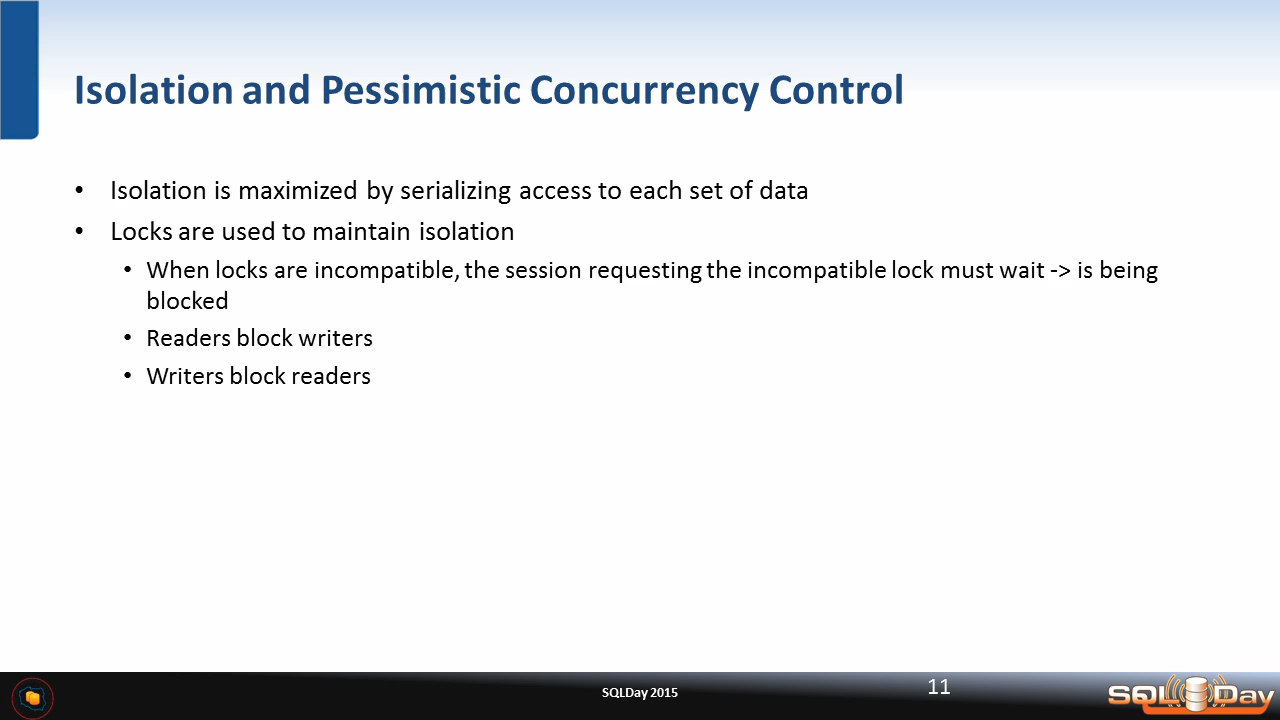 Isolation and Pessimistic Concurrency Control
• Isolation is maximized by serializing access to each set of data
• Locks are used to maintain isolation
• When locks are incompatible, the session requesting the incompatible lock must wait -> is being
blocked
• Readers block writers
• Writers block readers
SQLDay 2015
11
SQL Day